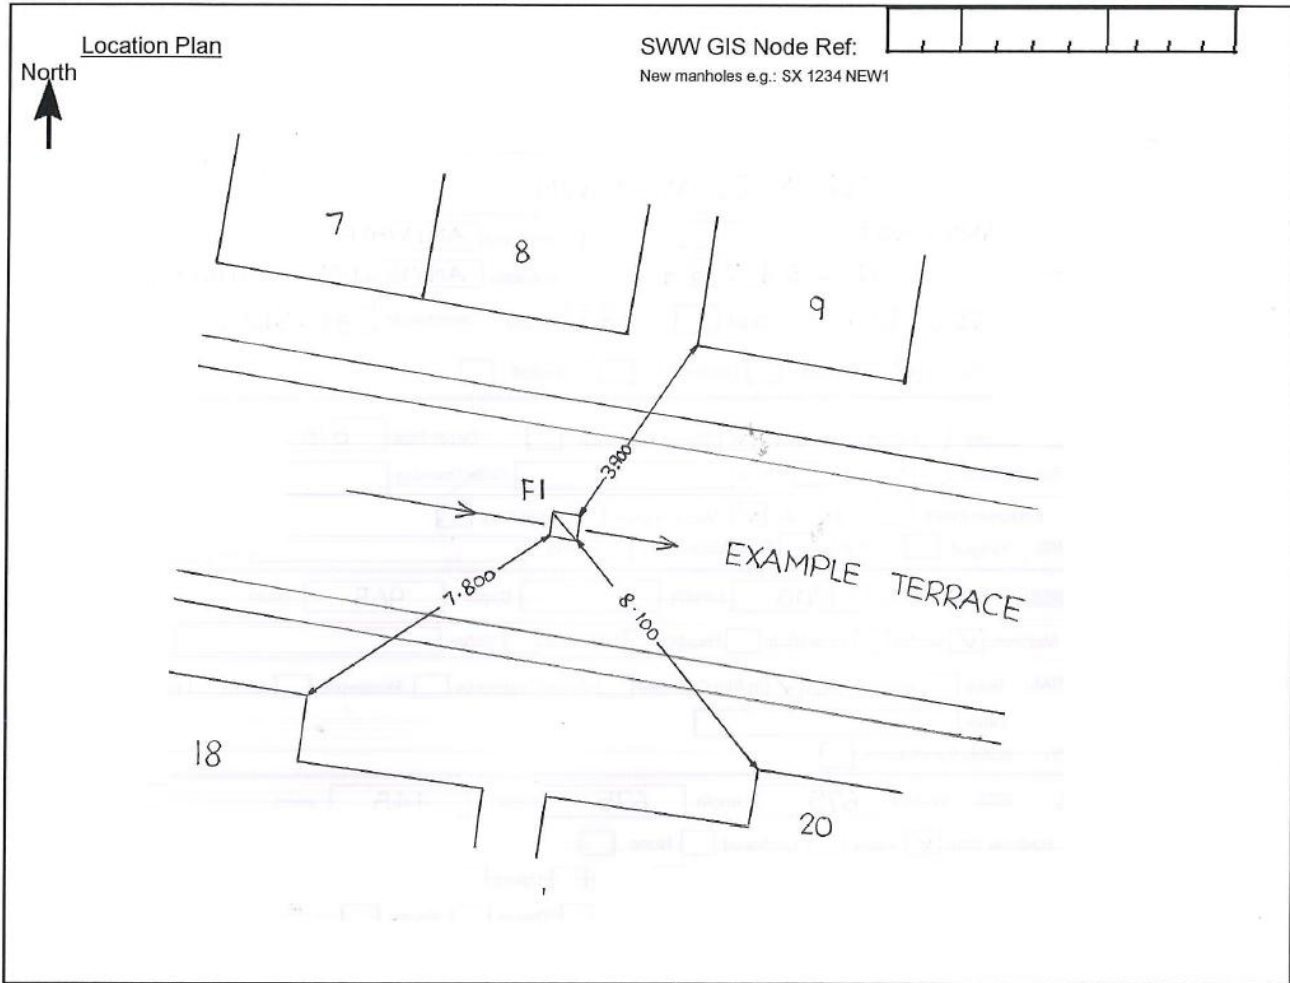 Location Plan
SWW GIS Node Ref:
North
New manholes e.g.: SX 1234 NEW1
7
8
9
3.900
F1
EXAMPLE TERRACE
7.800
8.100
18
20